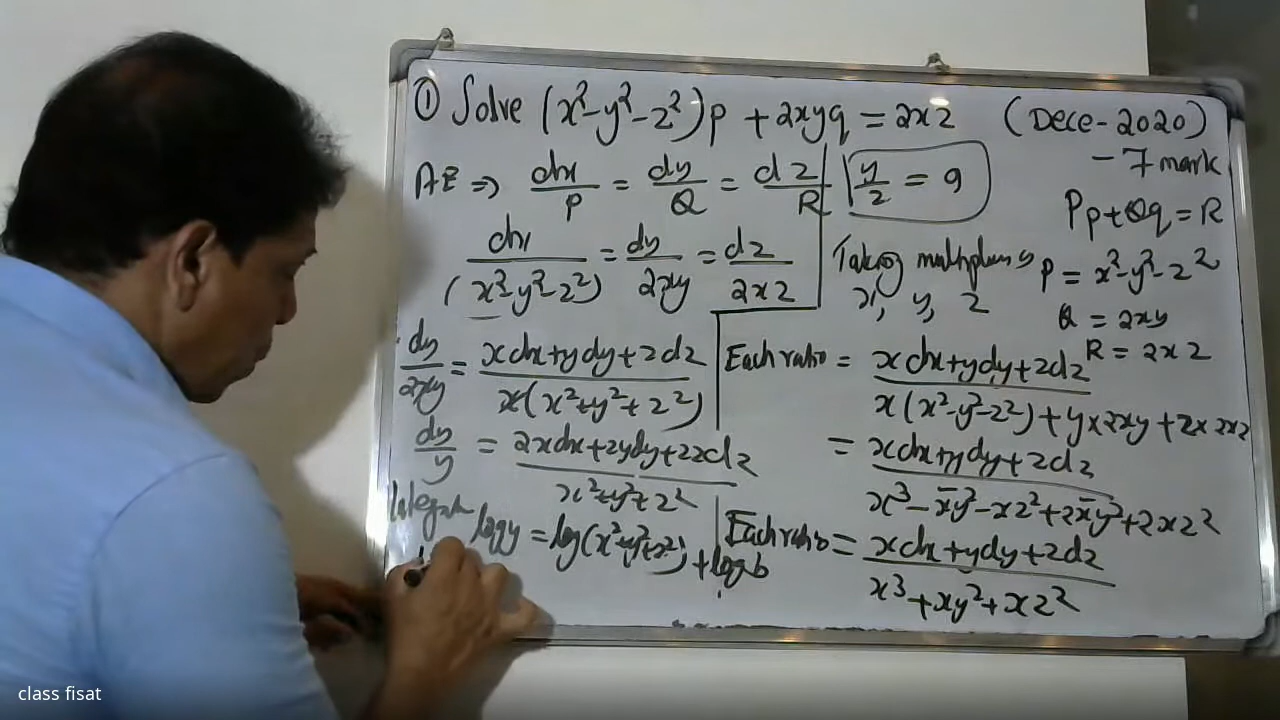 ① Solve (x²-y²-z²)p + 2xyq = 2xz (Dece-2020)
- 7 mark
AE ⇒ dx/P = dy/Q = dz/R
y/z = a
Pp+Qq=R
dx/(x²-y²-z²) = dy/2xy = dz/2xz
Taking multipliers
x, y, z
P = x²-y²-z²
Q = 2xy
R = 2xz
dy/2xy = xdx+ydy+zdz/x(x²+y²+z²)
Each ratio = xdx+ydy+zdz/x(x²-y²-z²)+y×2xy+z×2xz
dy/y = 2xdx+2ydy+2zdz/x²+y²+z²
= xdx+ydy+zdz/x³-xy²-xz²+2xy²+2xz²
logy = log(x²+y²+z²)+logb
Each ratio = xdx+ydy+zdz/x³+xy²+xz²
class fisat